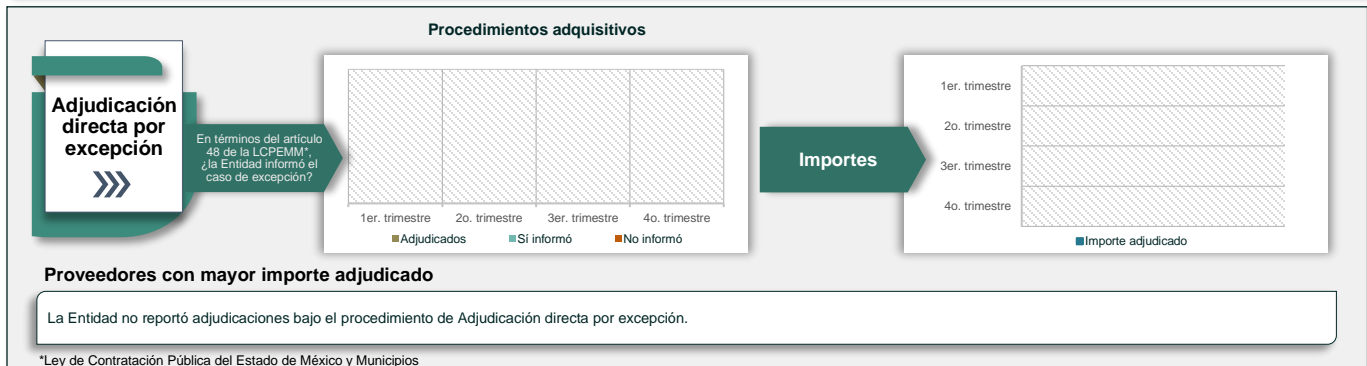 Procedimientos adquisitivos
Adjudicación
directa por
excepción
En términos del artículo
48 de la LCPEMM*,
¿la Entidad informó el
caso de excepción?
1er. trimestre 2o. trimestre 3er. trimestre 4o. trimestre
Adjudicados Sí informó No informó
Importes
1er. trimestre
2o. trimestre
3er. trimestre
4o. trimestre
Importe adjudicado
Proveedores con mayor importe adjudicado
La Entidad no reportó adjudicaciones bajo el procedimiento de Adjudicación directa por excepción.
*Ley de Contratación Pública del Estado de México y Municipios